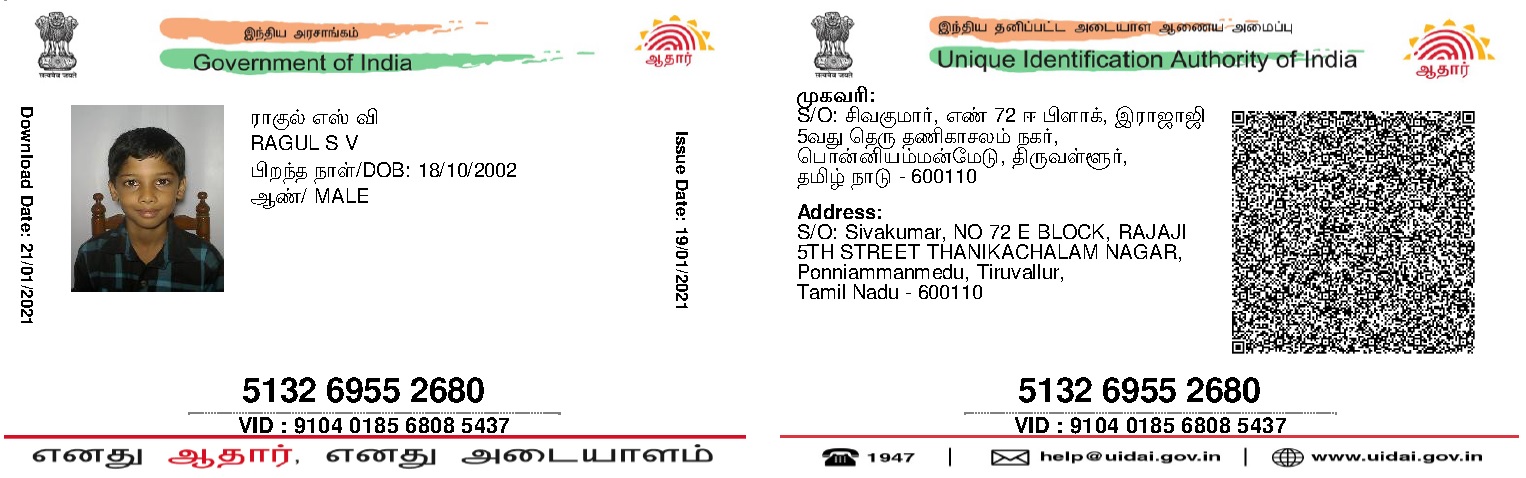 இந்திய அரசாங்கம்
Government of India
सत्यमेव जयते
ஆதார்
Download Date: 21/01/2021
ராகுல் எஸ் வி
RAGUL S V
பிறந்த நாள்/DOB: 18/10/2002
ஆண்/ MALE
Issue Date: 19/01/2021
5132 6955 2680
VID : 9104 0185 6808 5437
எனது ஆதார், எனது அடையாளம்
இந்திய தனிப்பட்ட அடையாள ஆணைய அமைப்பு
Unique Identification Authority of India
सत्यमेव जयते
ஆதார்
முகவரி:
S/O: சிவகுமார், எண் 72 ஈ பிளாக், இராஜாஜி
5வது தெரு தணிகாசலம் நகர்,
பொன்னியம்மன்மேடு, திருவள்ளூர்,
தமிழ் நாடு - 600110
Address:
S/O: Sivakumar, NO 72 E BLOCK, RAJAJI
5TH STREET THANIKACHALAM NAGAR,
Ponniammanmedu, Tiruvallur,
Tamil Nadu - 600110
5132 6955 2680
VID : 9104 0185 6808 5437
1947 | help@uidai.gov.in | www.uidai.gov.in